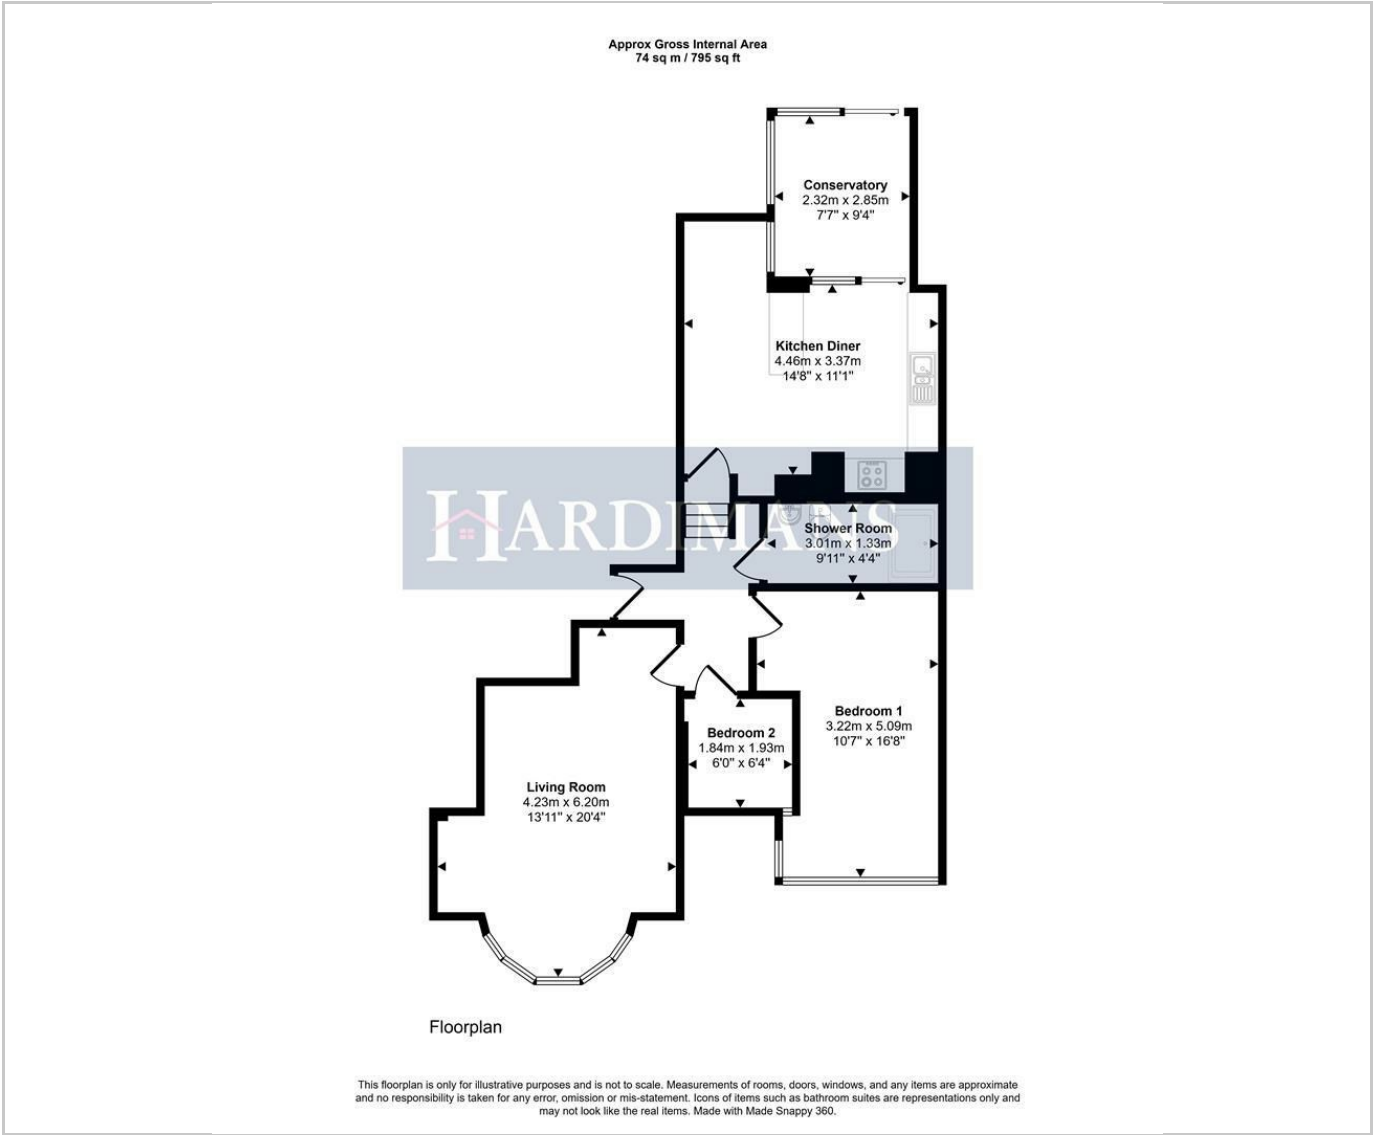 Approx Gross Internal Area
74 sq m / 795 sq ft
Conservatory
2.32m x 2.85m
7'7" x 9'4"
Kitchen Diner
4.46m x 3.37m
14'8" x 11'1"
HARDIMANS
Shower Room
3.01m x 1.33m
9'11" x 4'4"
Bedroom 1
3.22m x 5.09m
10'7" x 16'8"
Bedroom 2
1.84m x 1.93m
6'0" x 6'4"
Living Room
4.23m x 6.20m
13'11" x 20'4"
Floorplan
This floorplan is only for illustrative purposes and is not to scale. Measurements of rooms, doors, windows, and any items are approximate
and no responsibility is taken for any error, omission or mis-statement. Icons of items such as bathroom suites are representations only and
may not look like the real items. Made with Made Snappy 360.